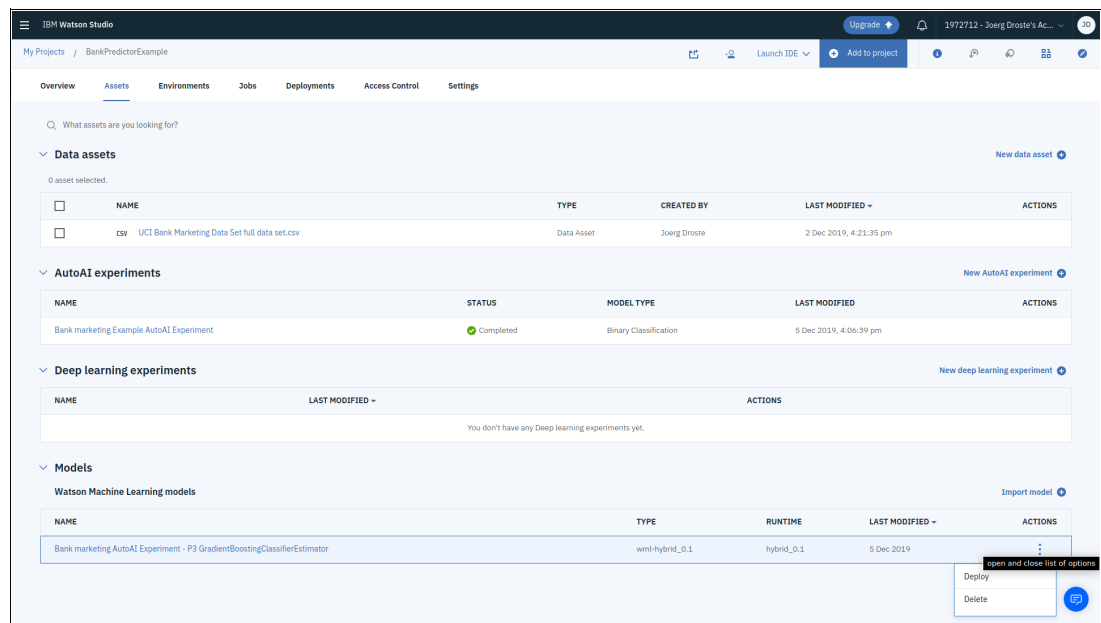 IBM Watson Studio
Upgrade
1972712 - Joerg Droste's Ac...
JD
My Projects / BankPredictorExample
Launch IDE
Add to project
Overview Assets Environments Jobs Deployments Access Control Settings
What assets are you looking for?
Data assets
New data asset
0 asset selected.
NAME TYPE CREATED BY LAST MODIFIED ACTIONS
CSV UCI Bank Marketing Data Set full data set.csv Data Asset Joerg Droste 2 Dec 2019, 4:21:35 pm
AutoAI experiments
New AutoAI experiment
NAME STATUS MODEL TYPE LAST MODIFIED ACTIONS
Bank marketing Example AutoAI Experiment Completed Binary Classification 5 Dec 2019, 4:06:39 pm
Deep learning experiments
New deep learning experiment
NAME LAST MODIFIED ACTIONS
You don't have any Deep learning experiments yet.
Models
Watson Machine Learning models
Import model
NAME TYPE RUNTIME LAST MODIFIED ACTIONS
Bank marketing AutoAI Experiment - P3 GradientBoostingClassifierEstimator wml-hybrid_0.1 hybrid_0.1 5 Dec 2019
open and close list of options
Deploy
Delete